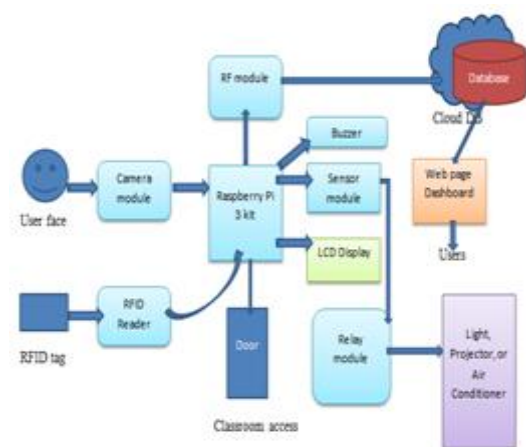 RF module
Database
Cloud DB
Buzzer
User face
Camera
module
Raspberry Pi
3 kit
Sensor
module
Web page
Dashboard
LCD Display
Users
RFID tag
RFID
Reader
Door
Classroom access
Relay
module
Light,
Projector, or
Air
Conditioner